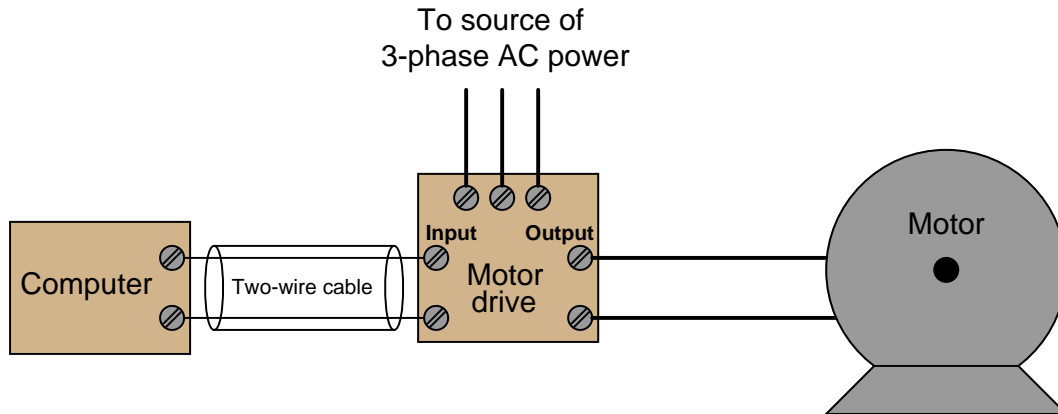 To source of
3-phase AC power
Input
Output
Motor
Computer
Two-wire cable
Motor
drive